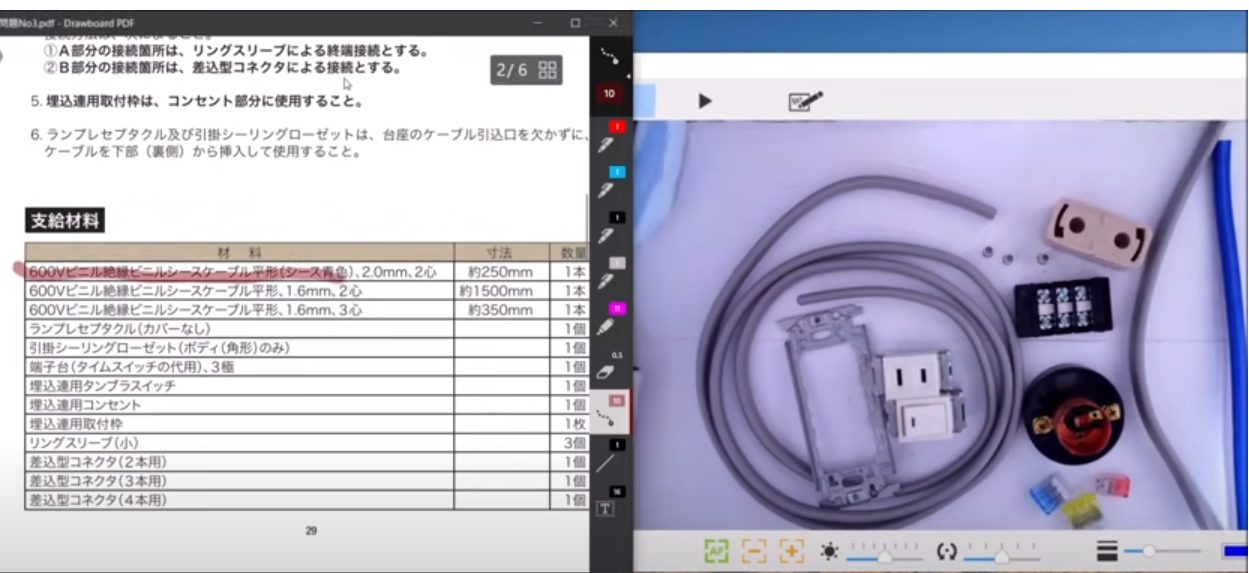 問題No3.pdf - Drawboard PDF
①A部分の接続箇所は、リングスリーブによる終端接続とする。
②B部分の接続箇所は、差込型コネクタによる接続とする。
2/6
5. 埋込連用取付枠は、コンセント部分に使用すること。
6. ランプレセプタクル及び引掛シーリングローゼットは、台座のケーブル引込口を欠かずに、
ケーブルを下部(裏側)から挿入して使用すること。
支給材料
材 料 寸法 数量
600Vビニル絶縁ビニルシースケーブル平形(シース青色)、2.0mm、2心 約250mm 1本
600Vビニル絶縁ビニルシースケーブル平形、1.6mm、2心 約1500mm 1本
600Vビニル絶縁ビニルシースケーブル平形、1.6mm、3心 約350mm 1本
ランプレセプタクル(カバーなし) 1個
引掛シーリングローゼット(ボディ(角形)のみ) 1個
端子台(タイムスイッチの代用)、3極 1個
埋込連用タンブラスイッチ 1個
埋込連用コンセント 1個
埋込連用取付枠 1枚
リングスリーブ(小) 3個
差込型コネクタ(2本用) 1個
差込型コネクタ(3本用) 1個
差込型コネクタ(4本用) 1個
29
10
1
1
1
1
11
0.5
10
1
16
T
AF